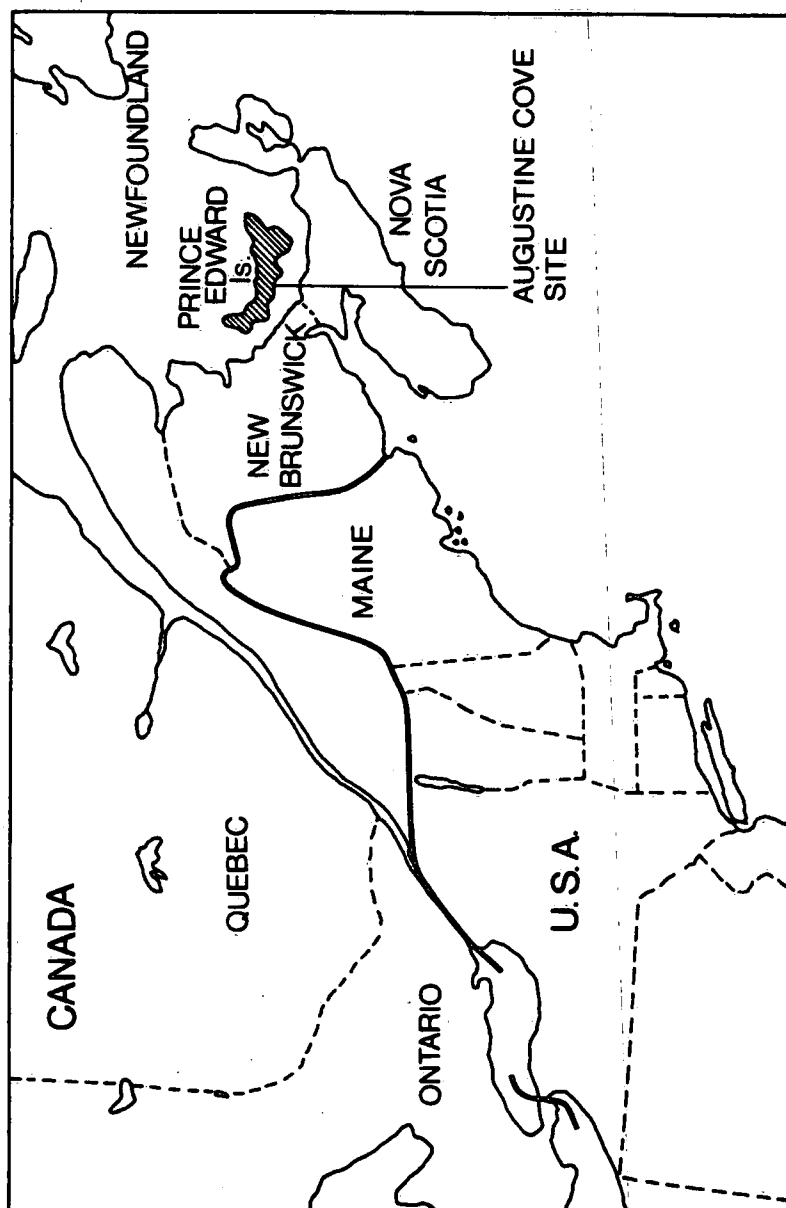 CANADA
QUEBEC
ONTARIO
U.S.A.
MAINE
NEW
BRUNSWICK
PRINCE
EDWARD
Is.
NEWFOUNDLAND
NOVA
SCOTIA
AUGUSTINE COVE
SITE